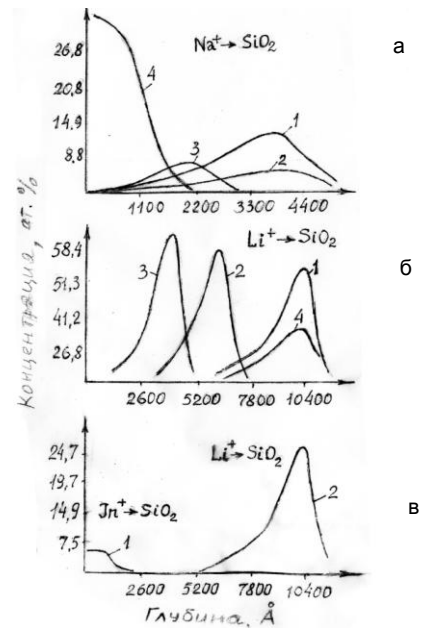 Na⁺→SiO₂
а
26,8
20,8
14,9
8,8
4
3
1
2
1100 2200 3300 4400
Концентрация, ат. %
Li⁺→SiO₂
б
58,4
51,3
41,2
26,8
3
2
1
4
2600 5200 7800 10400
Li⁺→SiO₂
в
24,7
19,7
14,9
7,5
Jn⁺→SiO₂
1
2
2600 5200 7800 10400
Глубина, Å